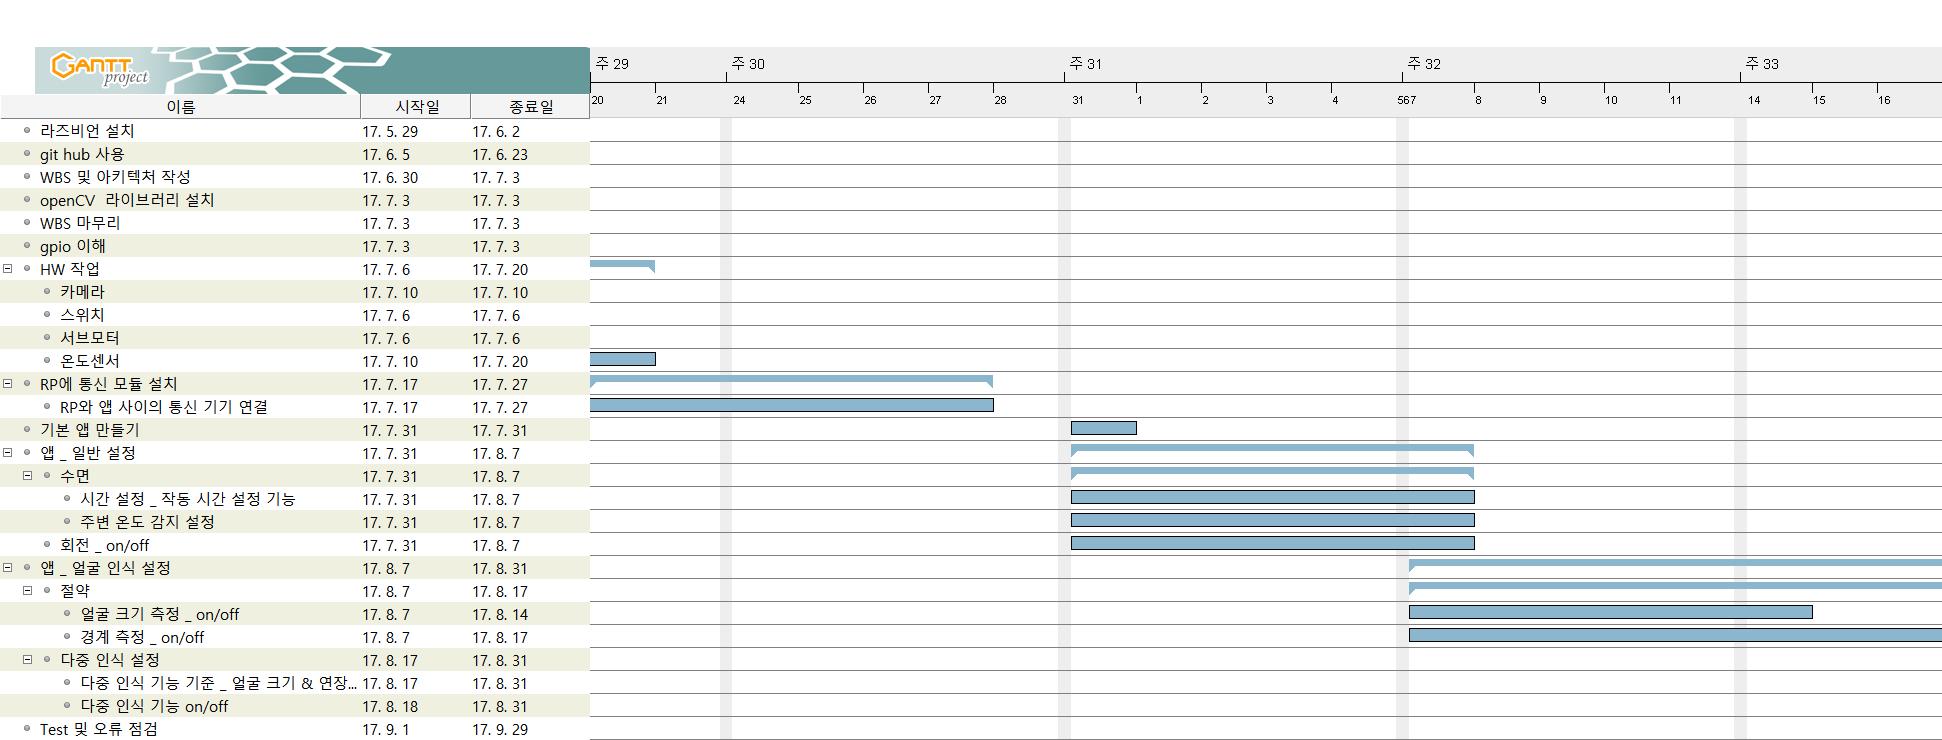 GANTT
project
주 29 주 30 주 31 주 32 주 33
이름 시작일 종료일 20 21 24 25 26 27 28 31 1 2 3 4 567 8 9 10 11 14 15 16
라즈비언 설치 17. 5. 29 17. 6. 2
git hub 사용 17. 6. 5 17. 6. 23
WBS 및 아키텍처 작성 17. 6. 30 17. 7. 3
openCV 라이브러리 설치 17. 7. 3 17. 7. 3
WBS 마무리 17. 7. 3 17. 7. 3
gpio 이해 17. 7. 3 17. 7. 3
HW 작업 17. 7. 6 17. 7. 20
카메라 17. 7. 10 17. 7. 10
스위치 17. 7. 6 17. 7. 6
서브모터 17. 7. 6 17. 7. 6
온도센서 17. 7. 10 17. 7. 20
RP에 통신 모듈 설치 17. 7. 17 17. 7. 27
RP와 앱 사이의 통신 기기 연결 17. 7. 17 17. 7. 27
기본 앱 만들기 17. 7. 31 17. 7. 31
앱 _ 일반 설정 17. 7. 31 17. 8. 7
수면 17. 7. 31 17. 8. 7
시간 설정 _ 작동 시간 설정 기능 17. 7. 31 17. 8. 7
주변 온도 감지 설정 17. 7. 31 17. 8. 7
회전 _ on/off 17. 7. 31 17. 8. 7
앱 _ 얼굴 인식 설정 17. 8. 7 17. 8. 31
절약 17. 8. 7 17. 8. 17
얼굴 크기 측정 _ on/off 17. 8. 7 17. 8. 14
경계 측정 _ on/off 17. 8. 7 17. 8. 17
다중 인식 설정 17. 8. 17 17. 8. 31
다중 인식 기능 기준 _ 얼굴 크기 & 연장... 17. 8. 17 17. 8. 31
다중 인식 기능 on/off 17. 8. 18 17. 8. 31
Test 및 오류 점검 17. 9. 1 17. 9. 29